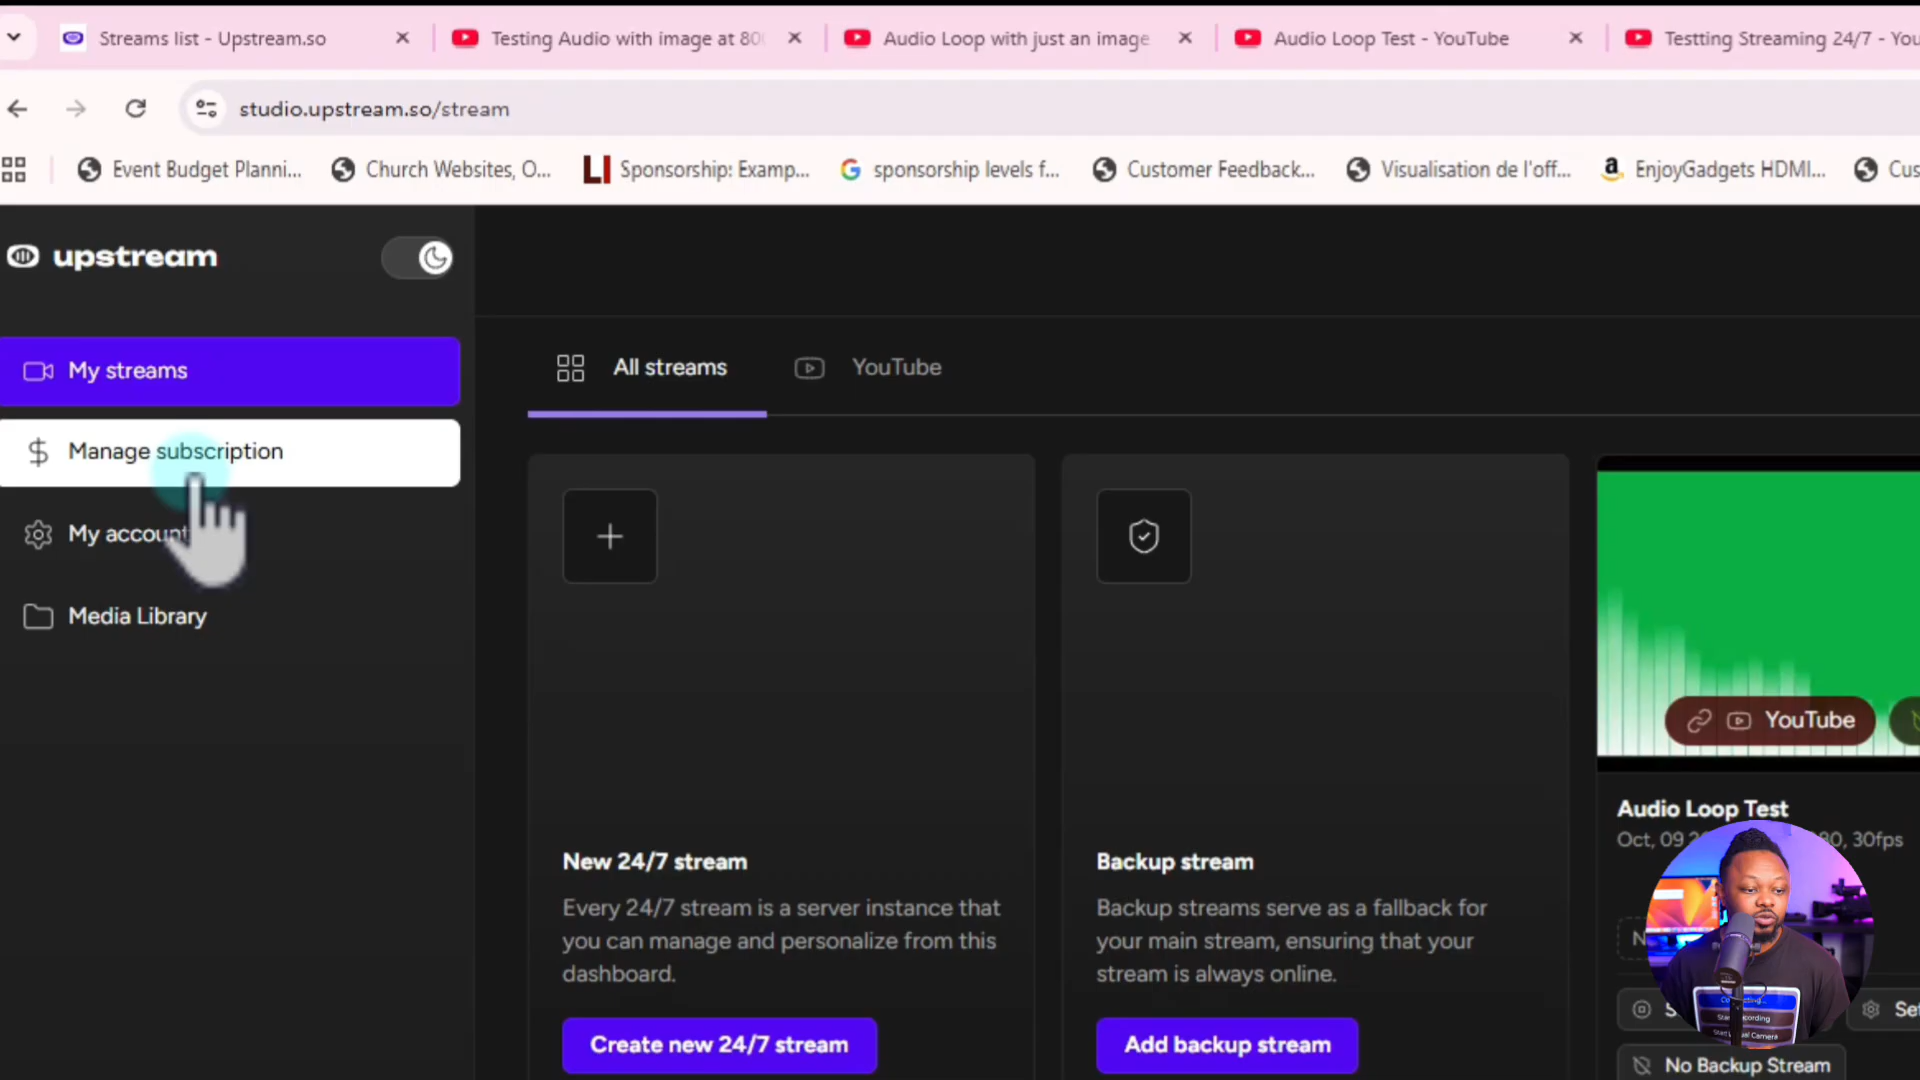 Streams list - Upstream.so
Testing Audio with image at 80
Audio Loop with just an image
Audio Loop Test - YouTube
Testting Streaming 24/7 - You
studio.upstream.so/stream
Event Budget Planni...
Church Websites, O...
Sponsorship: Examp...
sponsorship levels f...
Customer Feedback...
Visualisation de l'off...
EnjoyGadgets HDMI...
Cus
upstream
My streams
Manage subscription
My account
Media Library
All streams
YouTube
New 24/7 stream
Every 24/7 stream is a server instance that
you can manage and personalize from this
dashboard.
Create new 24/7 stream
Backup stream
Backup streams serve as a fallback for
your main stream, ensuring that your
stream is always online.
Add backup stream
YouTube
Audio Loop Test
Oct, 09 30fps
No Backup Stream